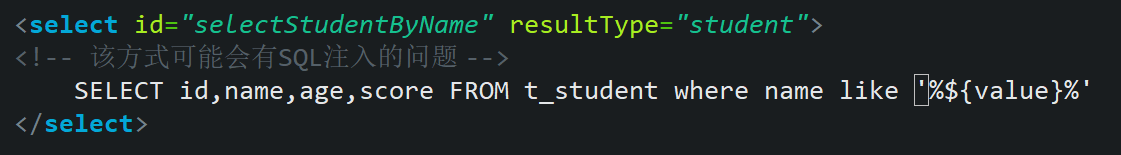 <select id="selectStudentByName" resultType="student">
<!-- 该方式可能会有SQL注入的问题 -->
SELECT id,name,age,score FROM t_student where name like '%${value}%'
</select>